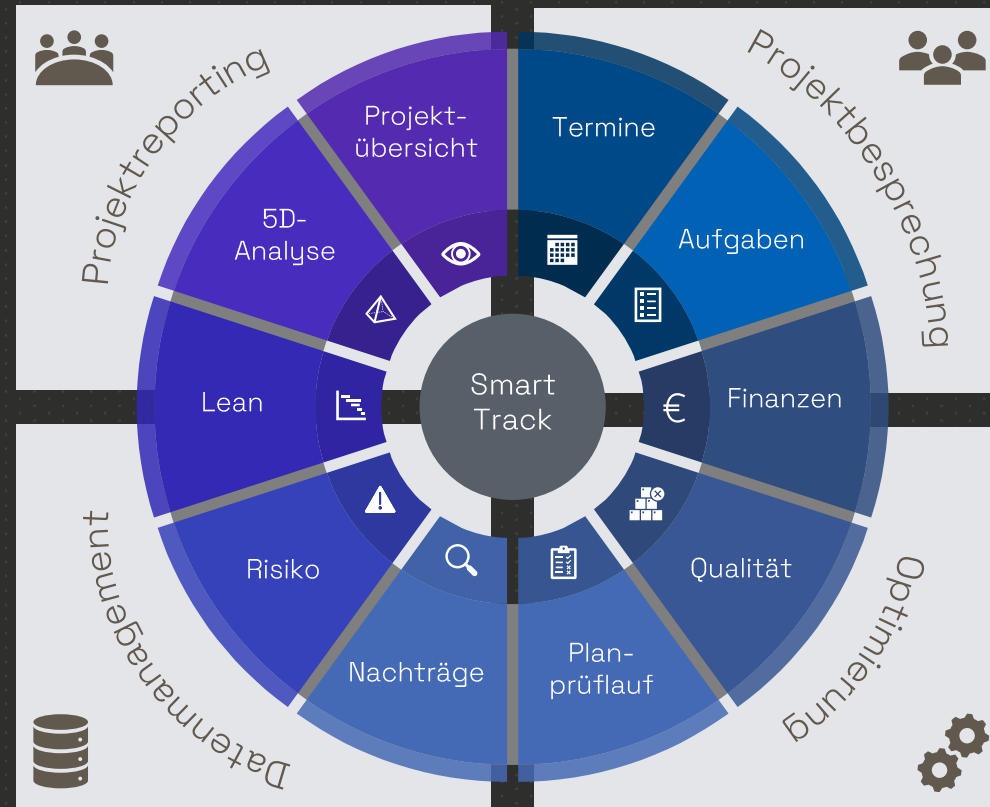 Projektreporting
Projektbesprechung
Projekt-
übersicht
Termine
5D-
Analyse
Aufgaben
Lean
Smart
Track
€
Finanzen
Risiko
Qualität
Nachträge
Plan-
prüflauf
Datenmanagement
Optimierung